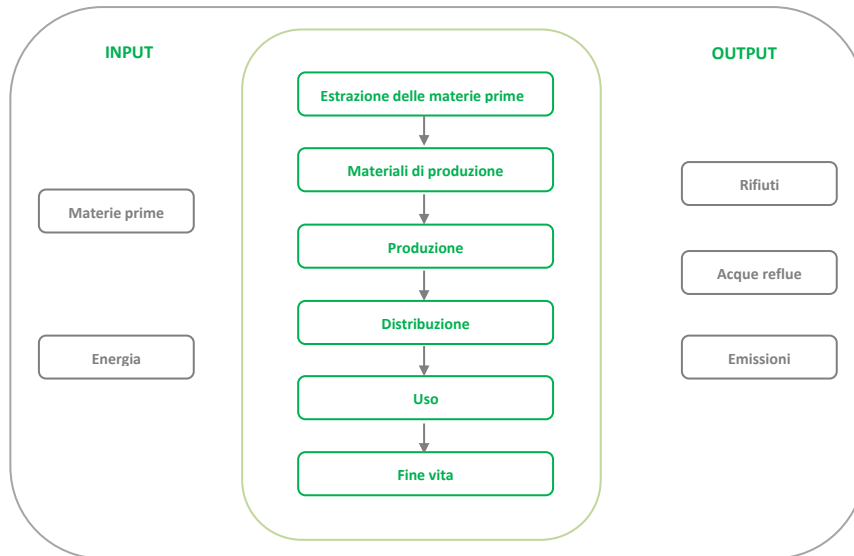 INPUT
OUTPUT
Estrazione delle materie prime
Materiali di produzione
Rifiuti
Materie prime
Produzione
Acque reflue
Distribuzione
Energia
Emissioni
Uso
Fine vita